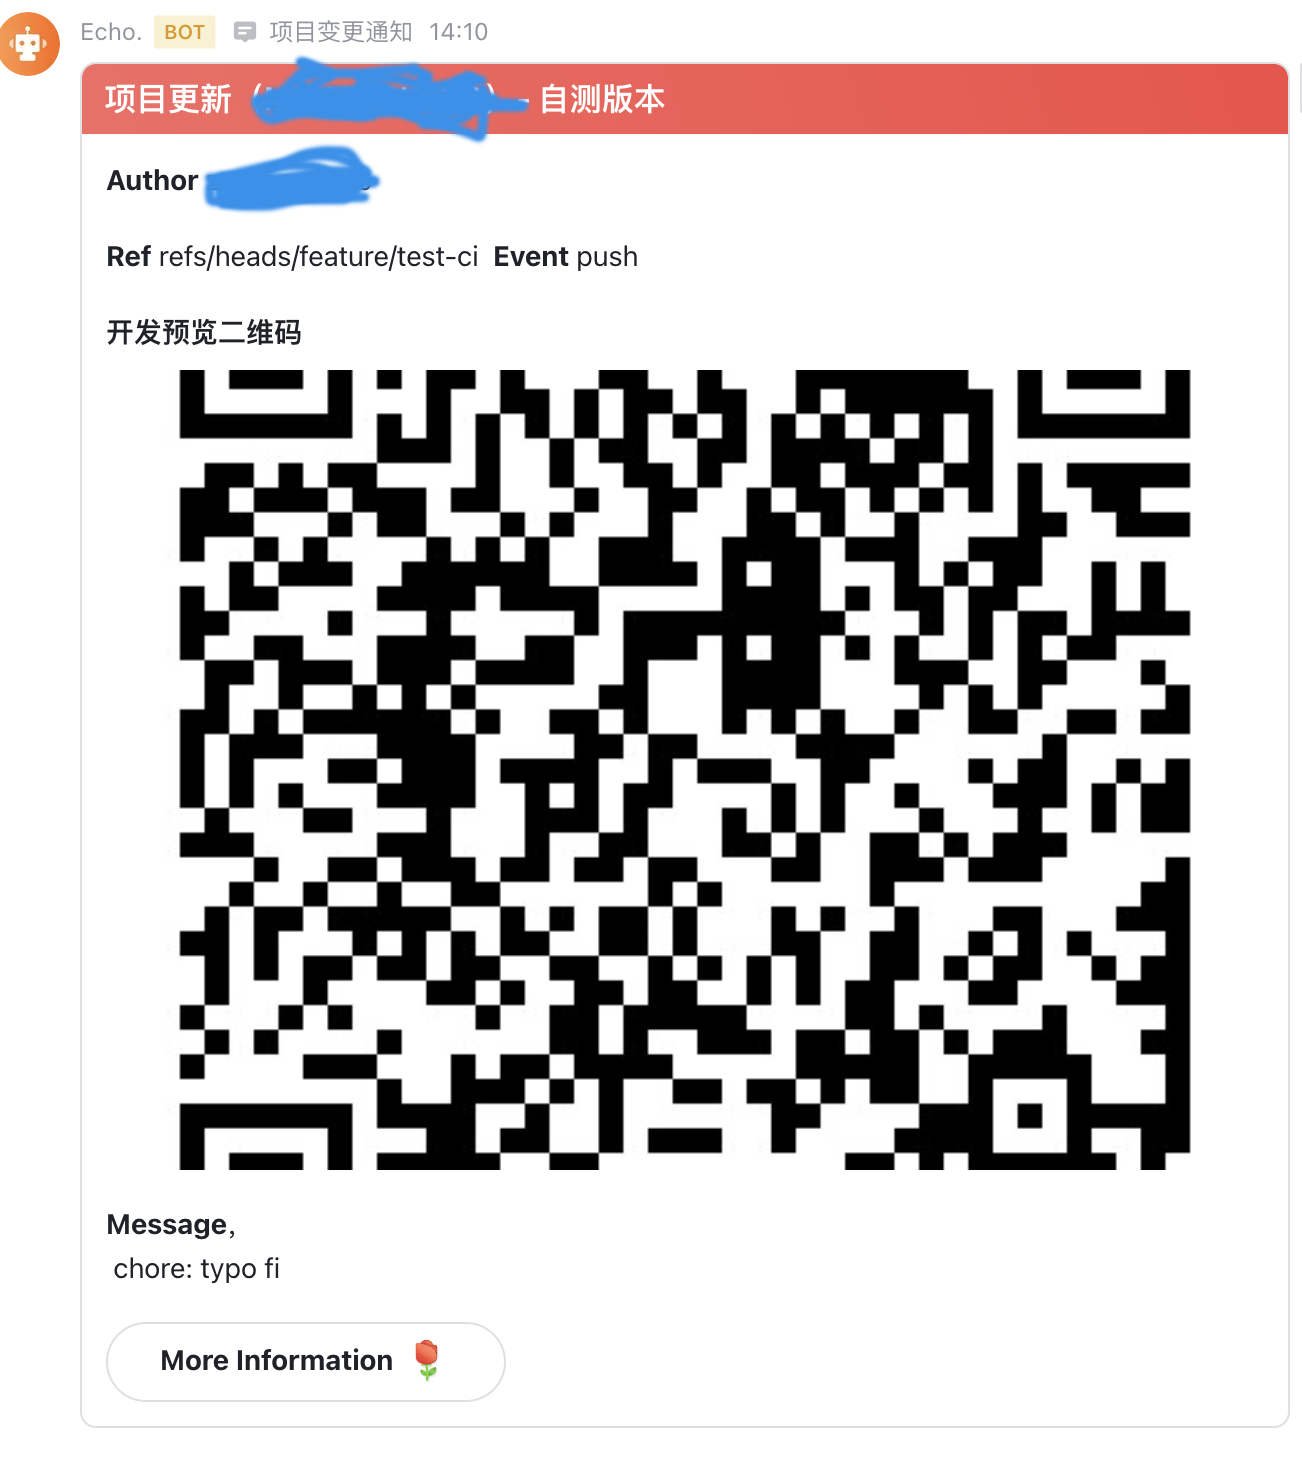 Echo. BOT 项目变更通知 14:10
项目更新（ ）- 自测版本
Author
Ref refs/heads/feature/test-ci Event push
开发预览二维码
Message,
chore: typo fi
More Information